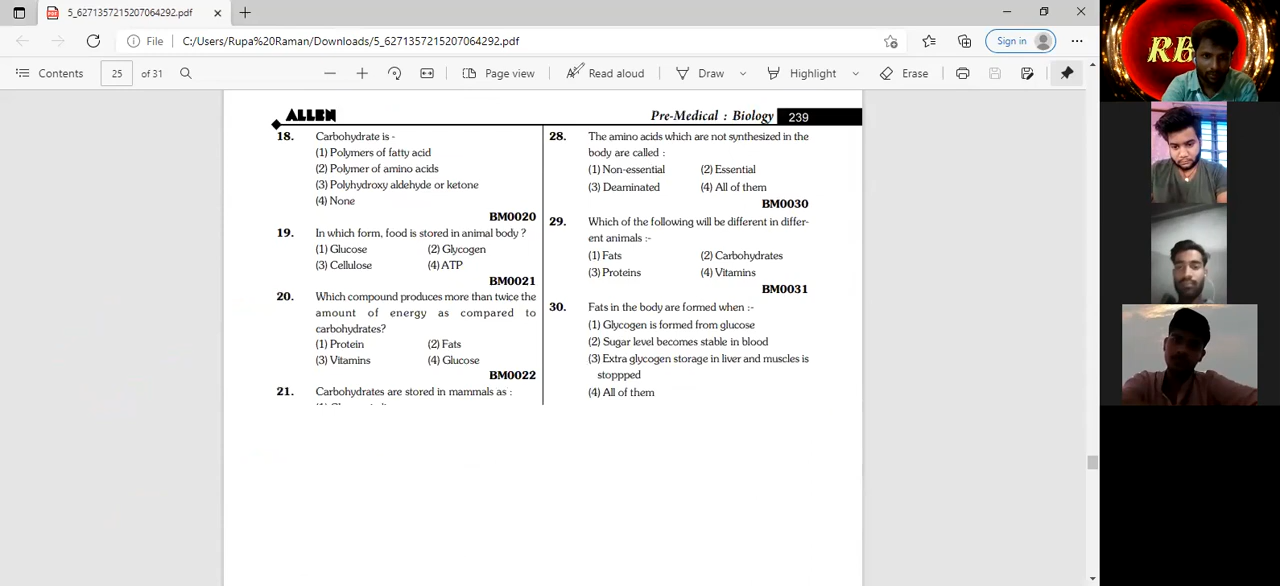 5_6271357215207064292.pdf
File C:/Users/Rupa%20Raman/Downloads/5_6271357215207064292.pdf
Sign in
Contents 25 of 31 Page view Read aloud Draw Highlight Erase
ALLEN Pre-Medical : Biology 239
18. Carbohydrate is -
(1) Polymers of fatty acid
(2) Polymer of amino acids
(3) Polyhydroxy aldehyde or ketone
(4) None
BM0020
19. In which form, food is stored in animal body ?
(1) Glucose (2) Glycogen
(3) Cellulose (4) ATP
BM0021
20. Which compound produces more than twice the
amount of energy as compared to
carbohydrates?
(1) Protein (2) Fats
(3) Vitamins (4) Glucose
BM0022
21. Carbohydrates are stored in mammals as :
28. The amino acids which are not synthesized in the
body are called :
(1) Non-essential (2) Essential
(3) Deaminated (4) All of them
BM0030
29. Which of the following will be different in differ-
ent animals :-
(1) Fats (2) Carbohydrates
(3) Proteins (4) Vitamins
BM0031
30. Fats in the body are formed when :-
(1) Glycogen is formed from glucose
(2) Sugar level becomes stable in blood
(3) Extra glycogen storage in liver and muscles is
stoppped
(4) All of them
RB